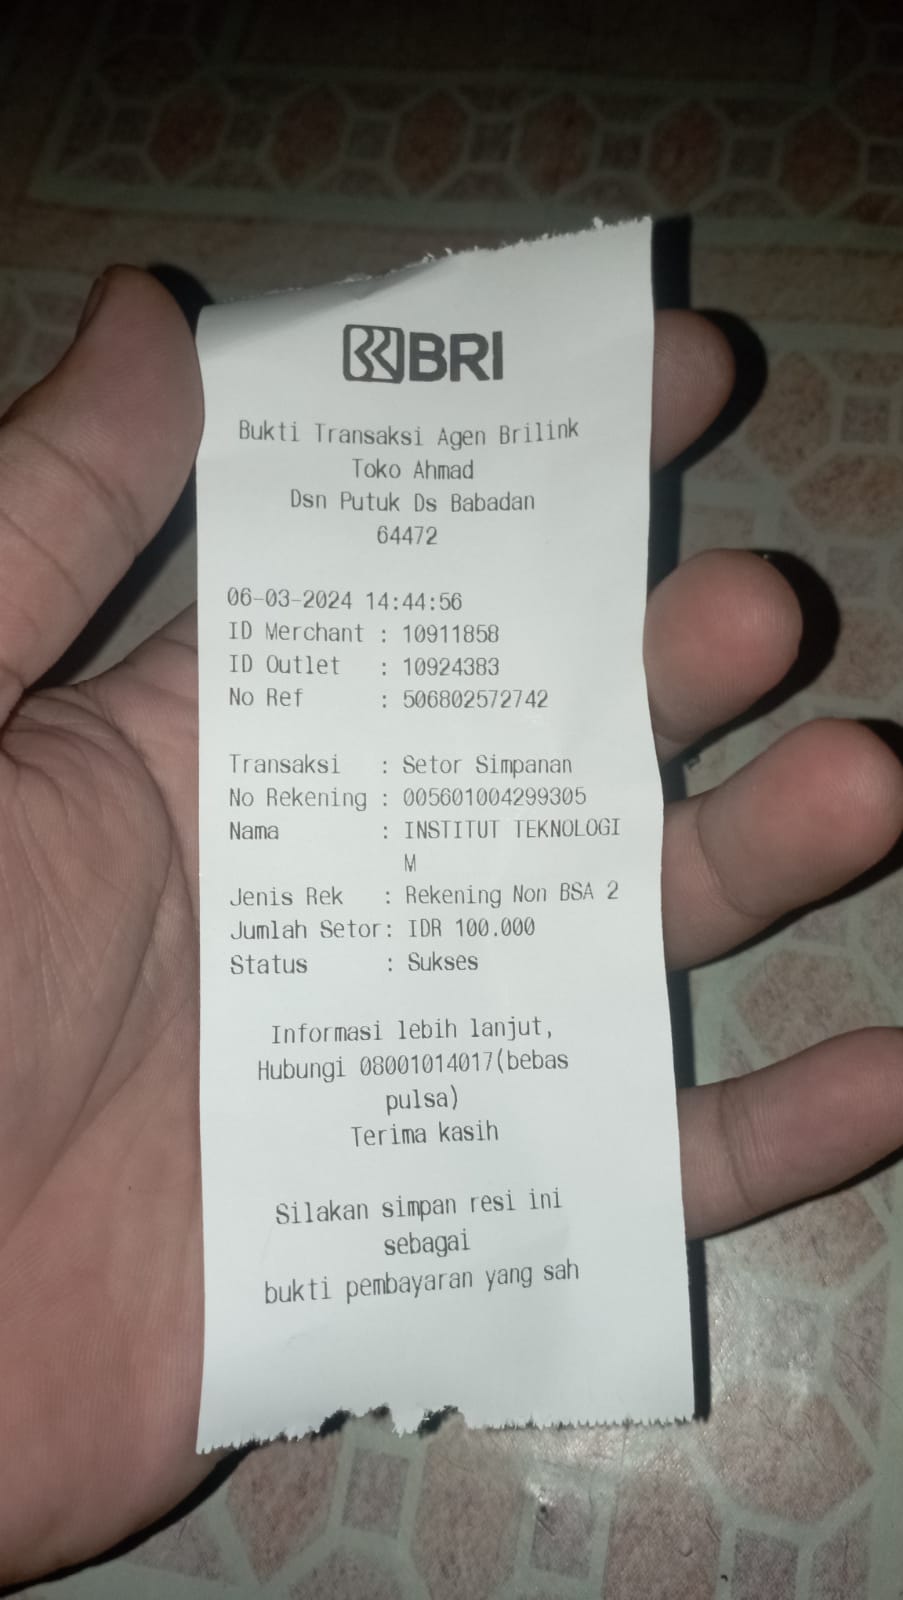 BRI
Bukti Transaksi Agen Brilink
Toko Ahmad
Dsn Putuk Ds Babadan
64472
06-03-2024 14:44:56
ID Merchant : 10911858
ID Outlet : 10924383
No Ref : 506802572742
Transaksi : Setor Simpanan
No Rekening : 005601004299305
Nama : INSTITUT TEKNOLOGI
M
Jenis Rek : Rekening Non BSA 2
Jumlah Setor: IDR 100.000
Status : Sukses
Informasi lebih lanjut,
Hubungi 08001014017(bebas
pulsa)
Terima kasih
Silakan simpan resi ini
sebagai
bukti pembayaran yang sah